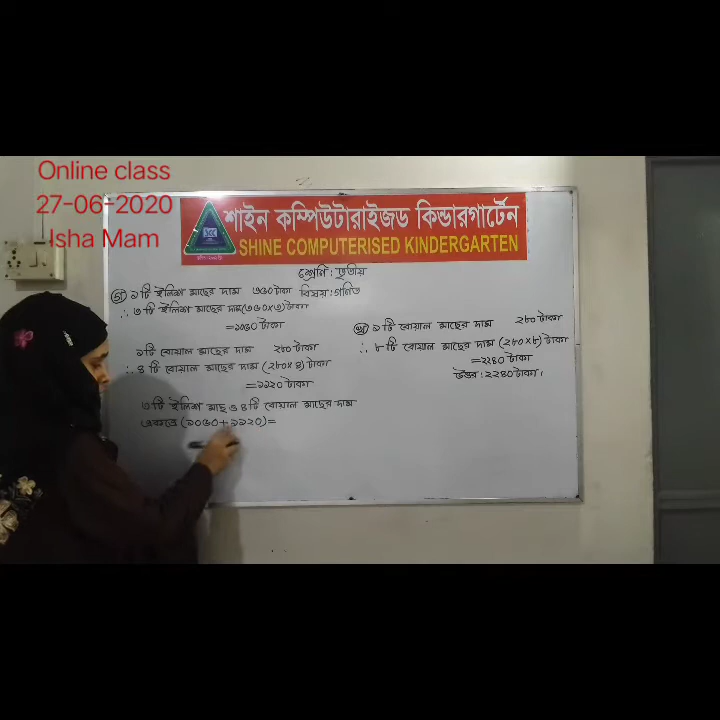 Online class
27-06-2020
Isha Mam
শাইন কম্পিউটারাইজড কিন্ডারগার্টেন
SHINE COMPUTERISED KINDERGARTEN
শ্রেনি: তৃতীয়
বিষয়: গনিত
১টি ইলিশ মাছের দাম ৩৫০ টাকা
∴ ৩টি ইলিশ মাছের দাম (৩৫০×৩) টাকা
=১০৫০ টাকা
১টি বোয়াল মাছের দাম ২৮০ টাকা
∴ ৪টি বোয়াল মাছের দাম (২৮০×৪) টাকা
=১১২০ টাকা
৩টি ইলিশ মাছ ও ৪টি বোয়াল মাছের দাম
একত্রে (১০৫০+১১২০)=
১টি বোয়াল মাছের দাম ২৮০ টাকা
∴ ৮টি বোয়াল মাছের দাম (২৮০×৮) টাকা
=২২৪০ টাকা
উত্তর: ২২৪০ টাকা।